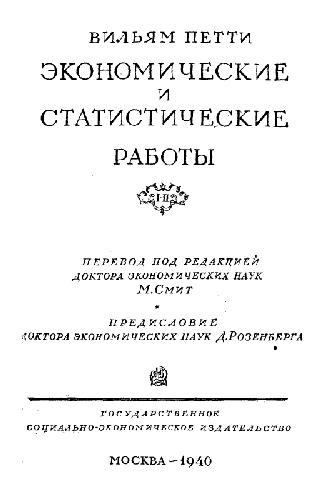 ВИЛЬЯМ ПЕТТИ
ЭКОНОМИЧЕСКИЕ
И
СТАТИСТИЧЕСКИЕ
РАБОТЫ
I-II
ПЕРЕВОД ПОД РЕДАКЦИЕЙ
ДОКТОРА ЭКОНОМИЧЕСКИХ НАУК
М. СМИТ
*
ПРЕДИСЛОВИЕ
ДОКТОРА ЭКОНОМИЧЕСКИХ НАУК Д. РОЗЕНБЕРГА
ГОСУДАРСТВЕННОЕ
СОЦИАЛЬНО-ЭКОНОМИЧЕСКОЕ ИЗДАТЕЛЬСТВО
МОСКВА — 1940